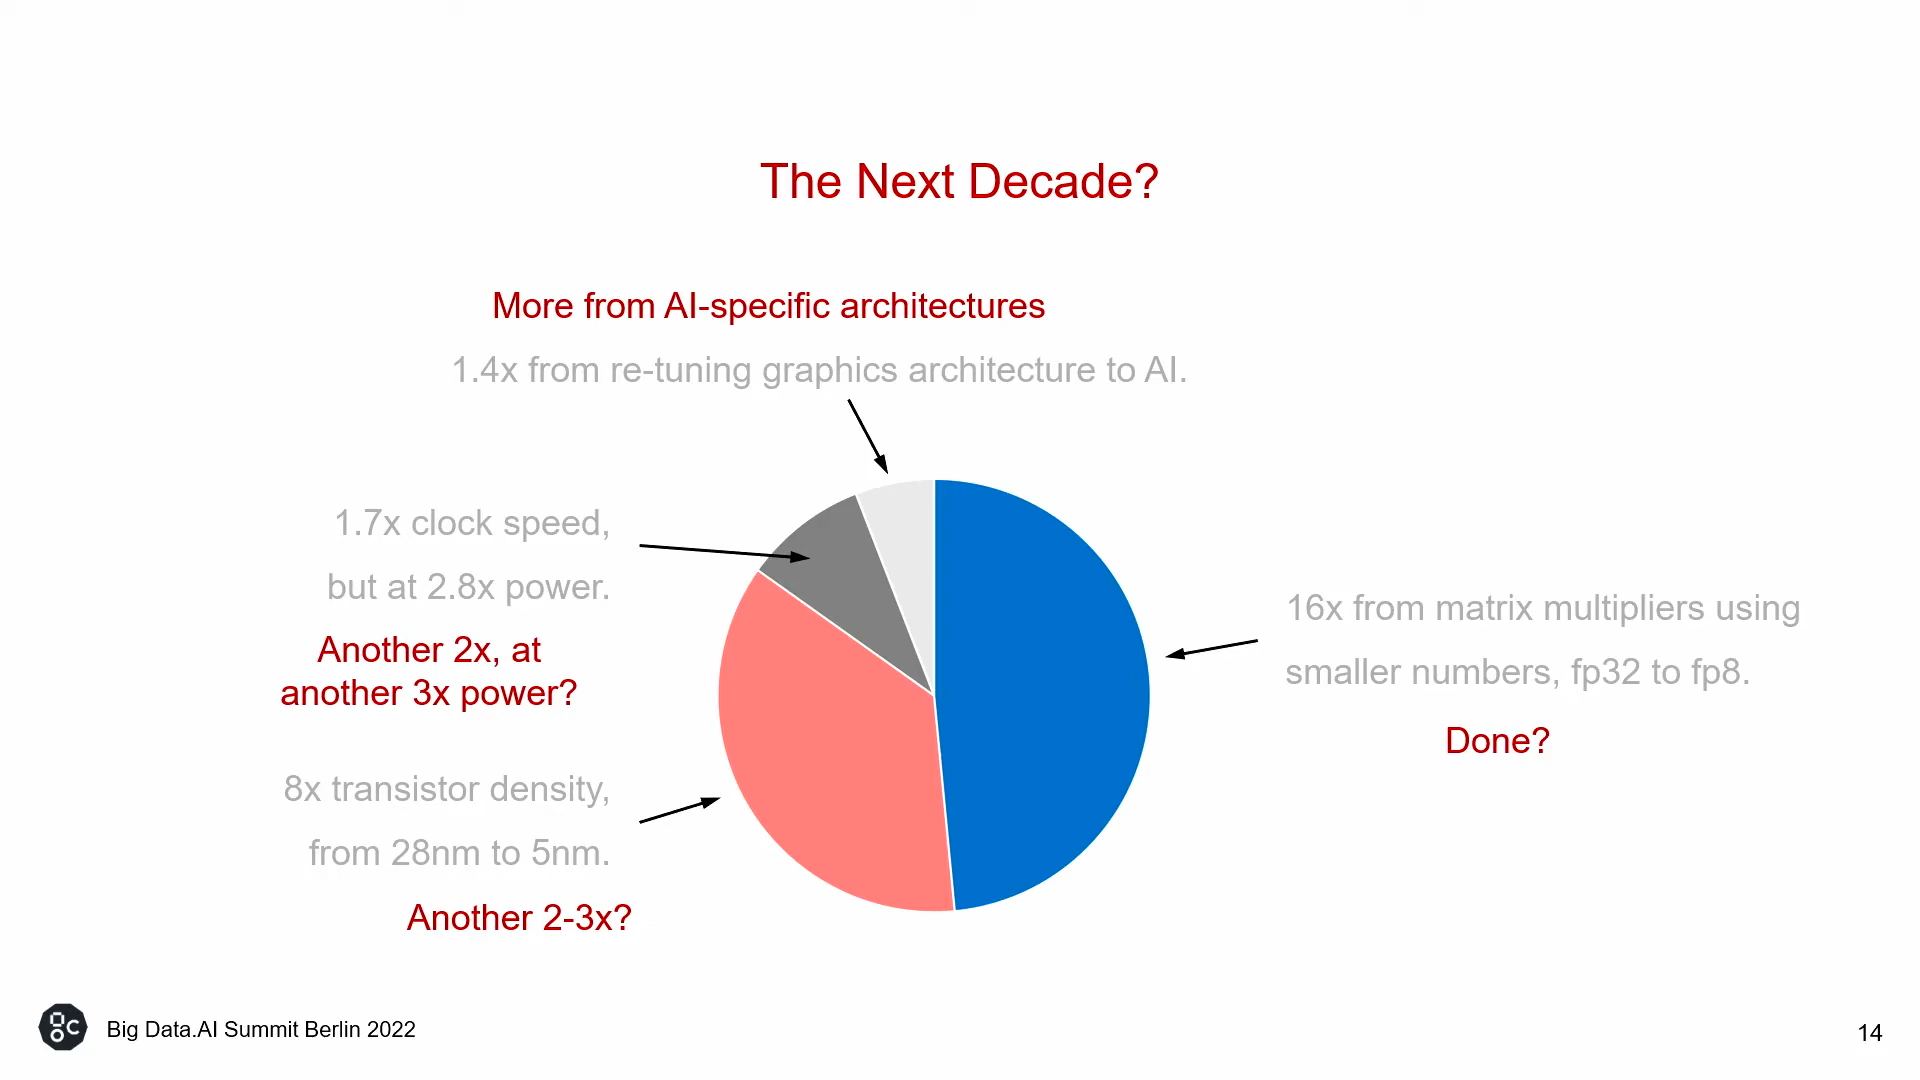 The Next Decade?
More from AI-specific architectures
1.4x from re-tuning graphics architecture to AI.
1.7x clock speed,
but at 2.8x power.
Another 2x, at
another 3x power?
8x transistor density,
from 28nm to 5nm.
Another 2-3x?
16x from matrix multipliers using
smaller numbers, fp32 to fp8.
Done?
Big Data.AI Summit Berlin 2022
14